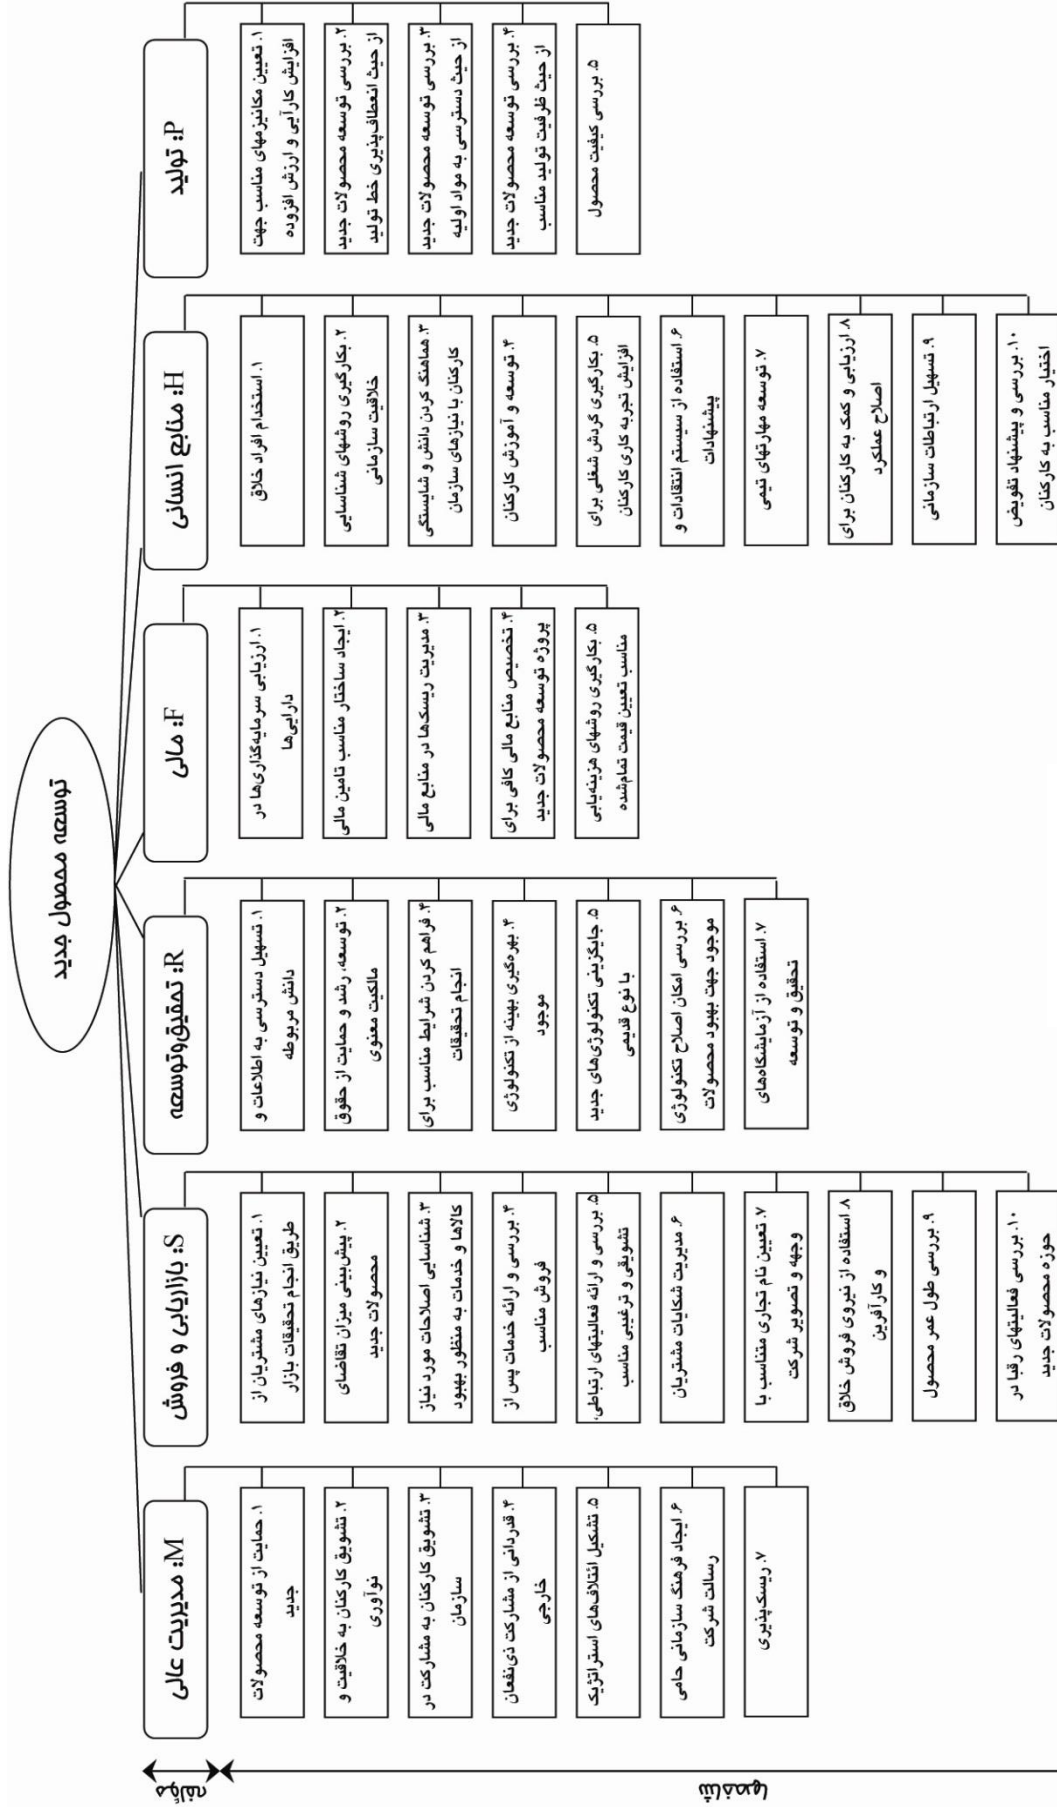 توسعه محصول جدید
P: تولید
۱. تعیین مکانیزمهای مناسب جهت
افزایش کارآیی و ارزش افزوده
۲. بررسی توسعه محصولات جدید
از حیث انعطاف‌پذیری خط تولید
۳. بررسی توسعه محصولات جدید
از حیث دسترسی به مواد اولیه
۴. بررسی توسعه محصولات جدید
از حیث ظرفیت تولید مناسب
۵. بررسی کیفیت محصول
H: منابع انسانی
۱. استخدام افراد خلاق
۲. بکارگیری روشهای شناسایی
خلاقیت سازمانی
۳. هماهنگ کردن دانش و شایستگی
کارکنان با نیازهای سازمان
۴. توسعه و آموزش کارکنان
۵. بکارگیری گردش شغلی برای
افزایش تجربه کاری کارکنان
۶. استفاده از سیستم انتقادات و
پیشنهادات
۷. توسعه مهارتهای تیمی
۸. ارزیابی و کمک به کارکنان برای
اصلاح عملکرد
۹. تسهیل ارتباطات سازمانی
۱۰. بررسی و پیشنهاد تفویض
اختیار مناسب به کارکنان
F: مالی
۱. ارزیابی سرمایه‌گذاری‌ها در
دارایی‌ها
۲. ایجاد ساختار مناسب تامین مالی
۳. مدیریت ریسک‌ها در منابع مالی
۴. تخصیص منابع مالی کافی برای
پروژه توسعه محصولات جدید
۵. بکارگیری روشهای هزینه‌یابی
مناسب تعیین قیمت تمام‌شده
R: تحقیق‌وتوسعه
۱. تسهیل دسترسی به اطلاعات و
دانش مربوطه
۲. توسعه، رشد و حمایت از حقوق
مالکیت معنوی
۳. فراهم کردن شرایط مناسب برای
انجام تحقیقات
۴. بهره‌گیری بهینه از تکنولوژی
موجود
۵. جایگزینی تکنولوژی‌های جدید
با نوع قدیمی
۶. بررسی امکان اصلاح تکنولوژی
موجود جهت بهبود محصولات
۷. استفاده از آزمایشگاه‌های
تحقیق و توسعه
S: بازاریابی و فروش
۱. تعیین نیازهای مشتریان از
طریق انجام تحقیقات بازار
۲. پیش‌بینی میزان تقاضای
محصولات جدید
۳. شناسایی اصلاحات مورد نیاز
کالاها و خدمات به منظور بهبود
۴. بررسی و ارائه خدمات پس از
فروش مناسب
۵. بررسی و ارائه فعالیتهای ارتباطی،
تشویقی و ترغیبی مناسب
۶. مدیریت شکایات مشتریان
۷. تعیین نام تجاری متناسب با
وجهه و تصویر شرکت
۸. استفاده از نیروی فروش خلاق
و کارآفرین
۹. بررسی طول عمر محصول
۱۰. بررسی فعالیتهای رقبا در
حوزه محصولات جدید
M: مدیریت عالی
۱. حمایت از توسعه محصولات
جدید
۲. تشویق کارکنان به خلاقیت و
نوآوری
۳. تشویق کارکنان به مشارکت در
سازمان
۴. قدردانی از مشارکت ذی‌نفعان
خارجی
۵. تشکیل ائتلاف‌های استراتژیک
۶. ایجاد فرهنگ سازمانی حامی
رسالت شرکت
۷. ریسک‌پذیری
مؤلفه
شاخصها